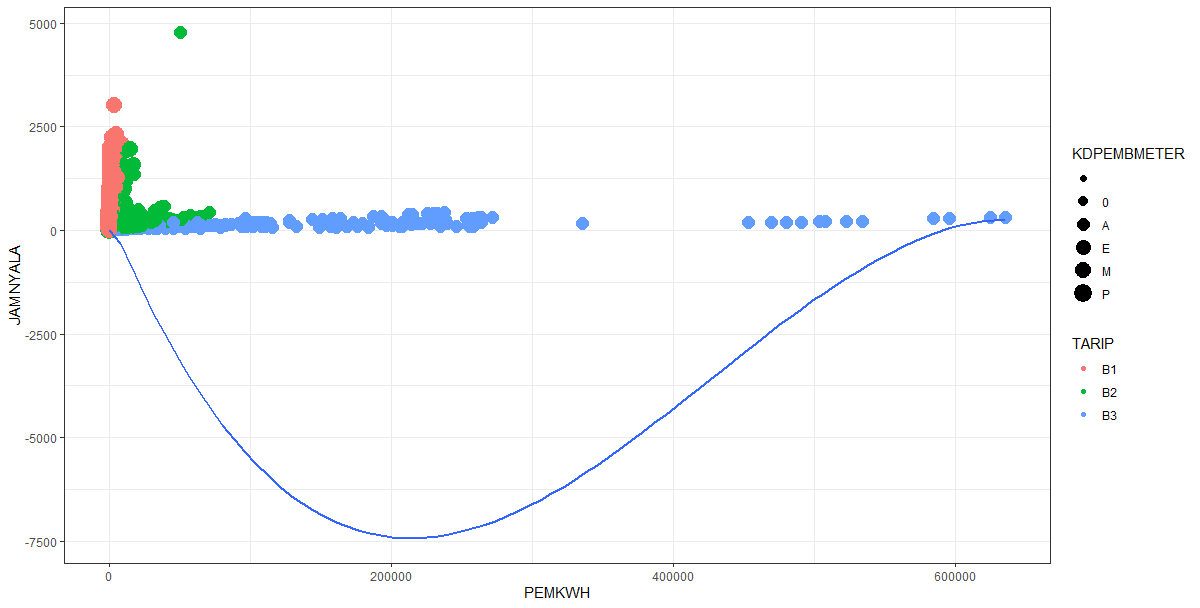 5000
2500
0
-2500
-5000
-7500
JAMNYALA
0
200000
400000
600000
PEMKWH
KDPEMBMETER
0
A
E
M
P
TARIP
B1
B2
B3